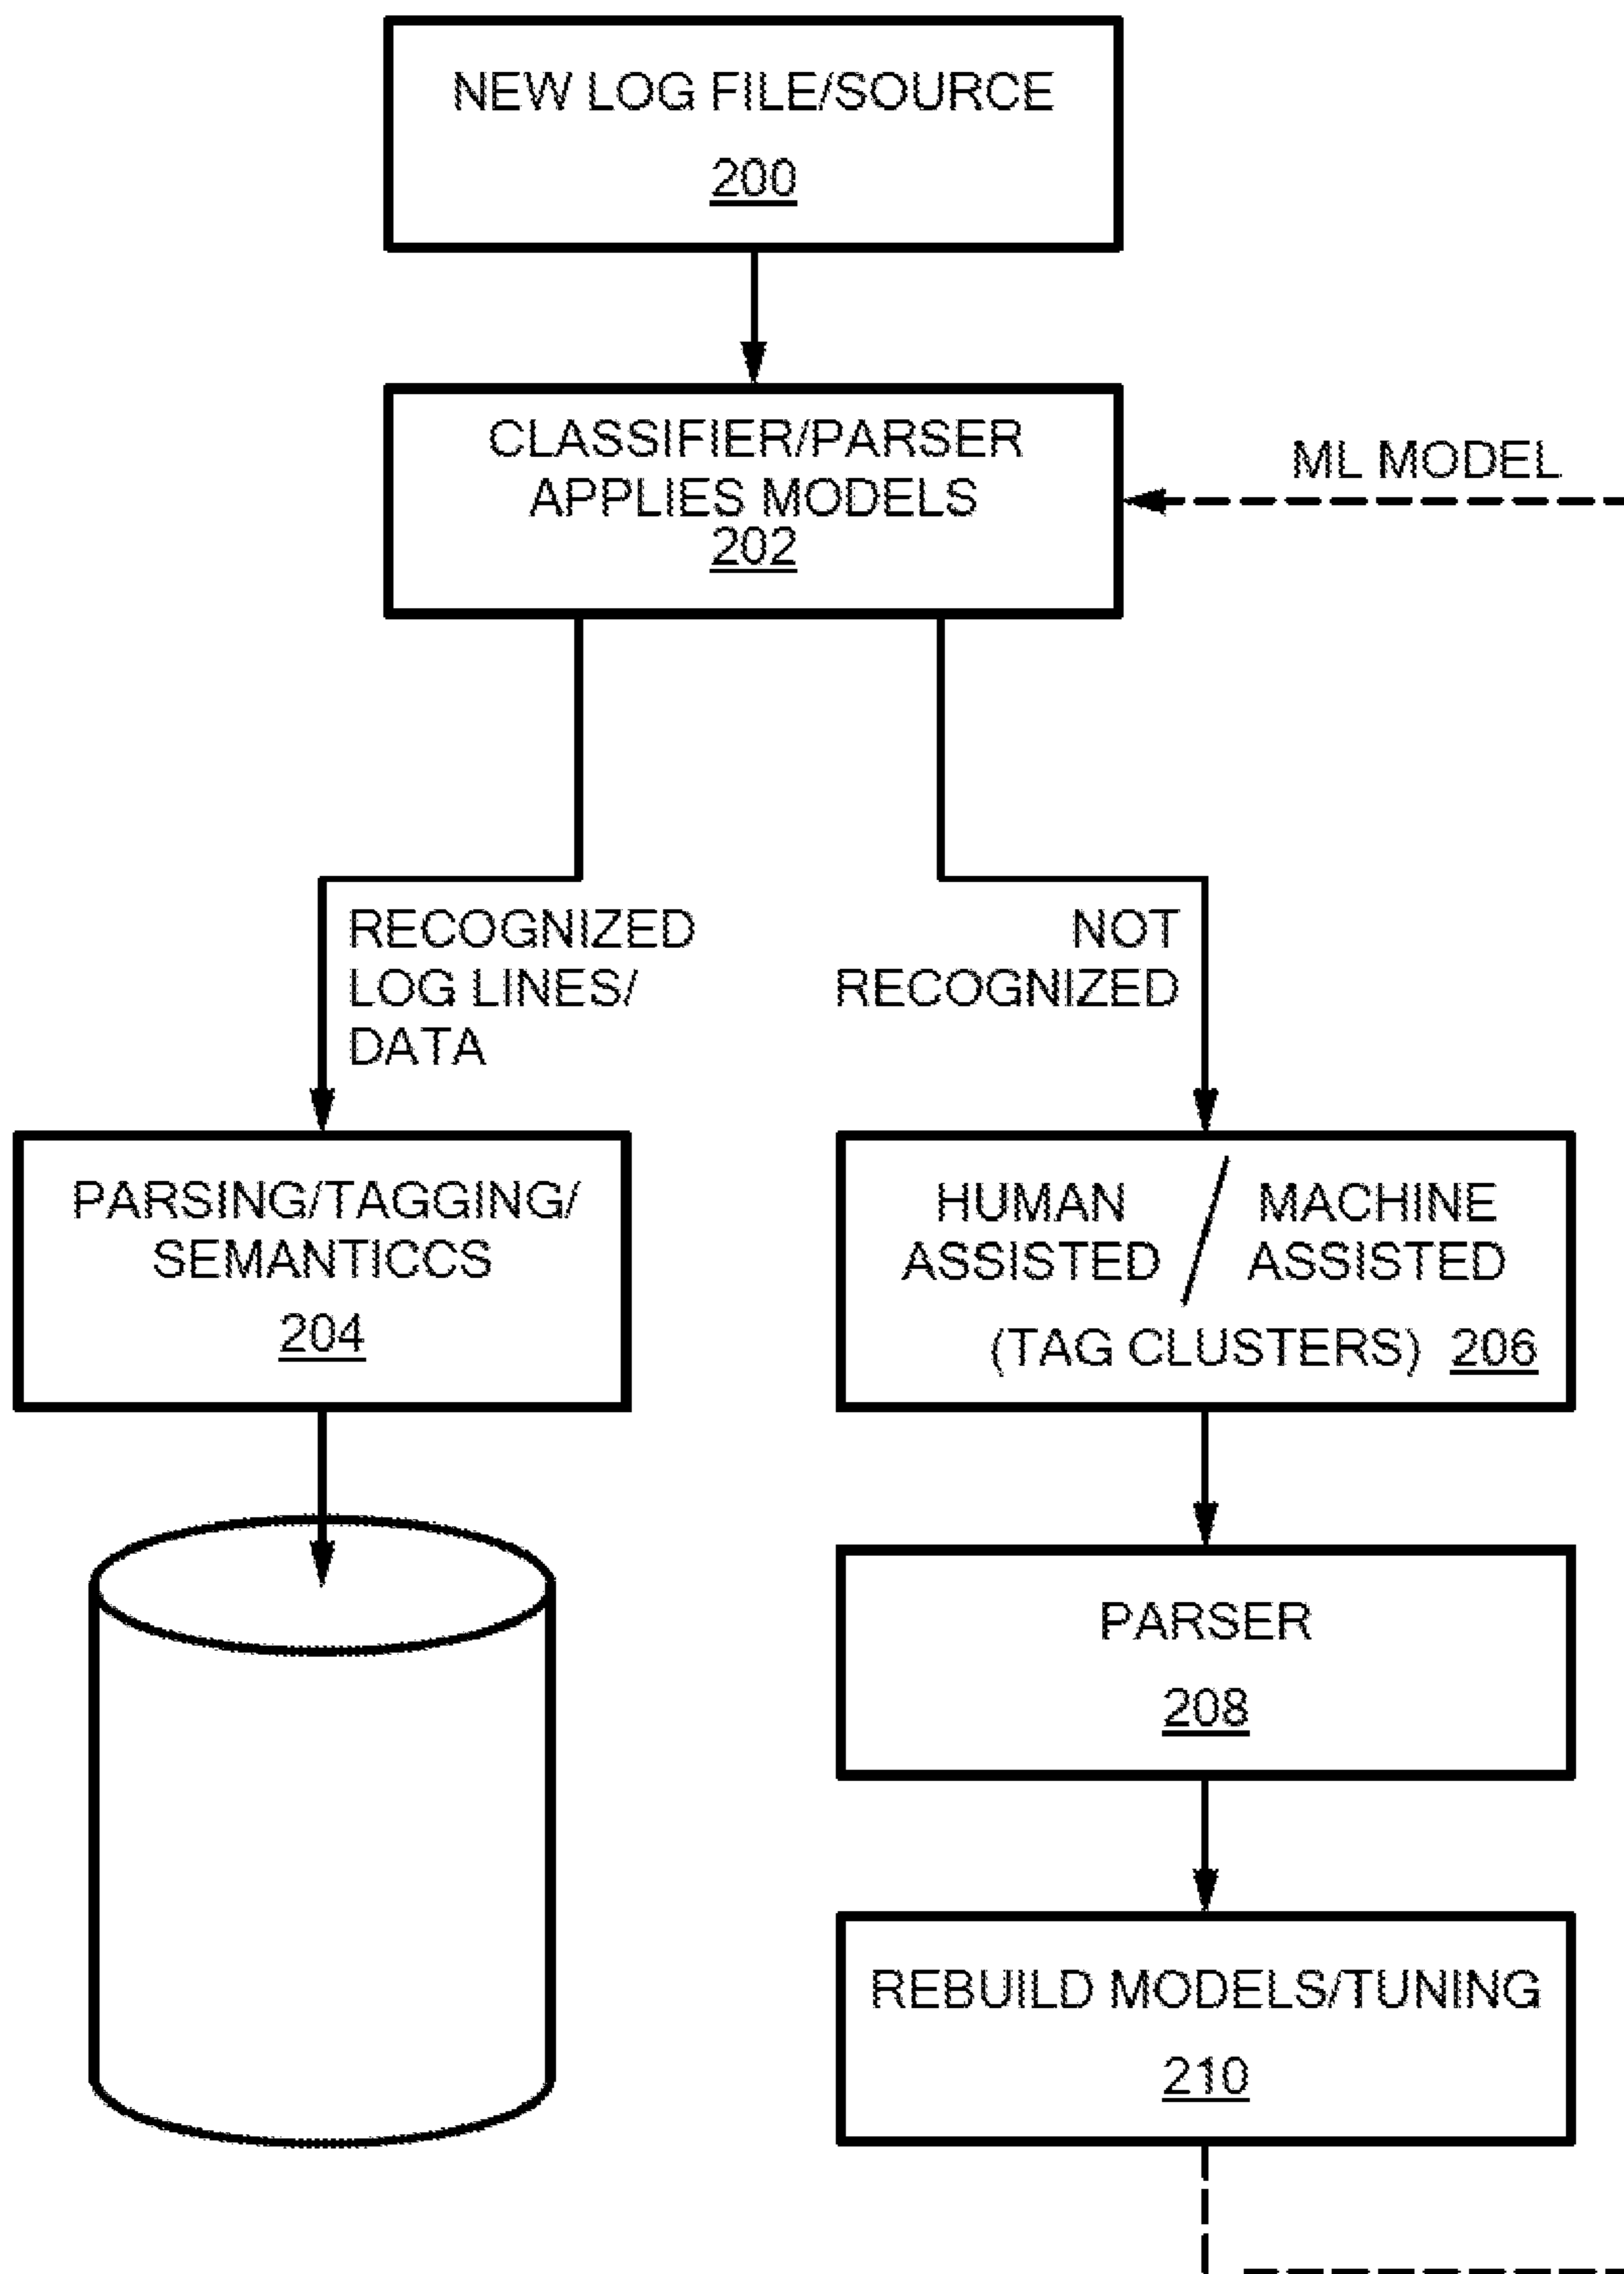 NEW LOG FILE/SOURCE
200
CLASSIFIER/PARSER
APPLIES MODELS
202
ML MODEL
RECOGNIZED
LOG LINES/
DATA
NOT
RECOGNIZED
PARSING/TAGGING/
SEMANTICCS
204
HUMAN / MACHINE
ASSISTED ASSISTED
(TAG CLUSTERS) 206
PARSER
208
REBUILD MODELS/TUNING
210